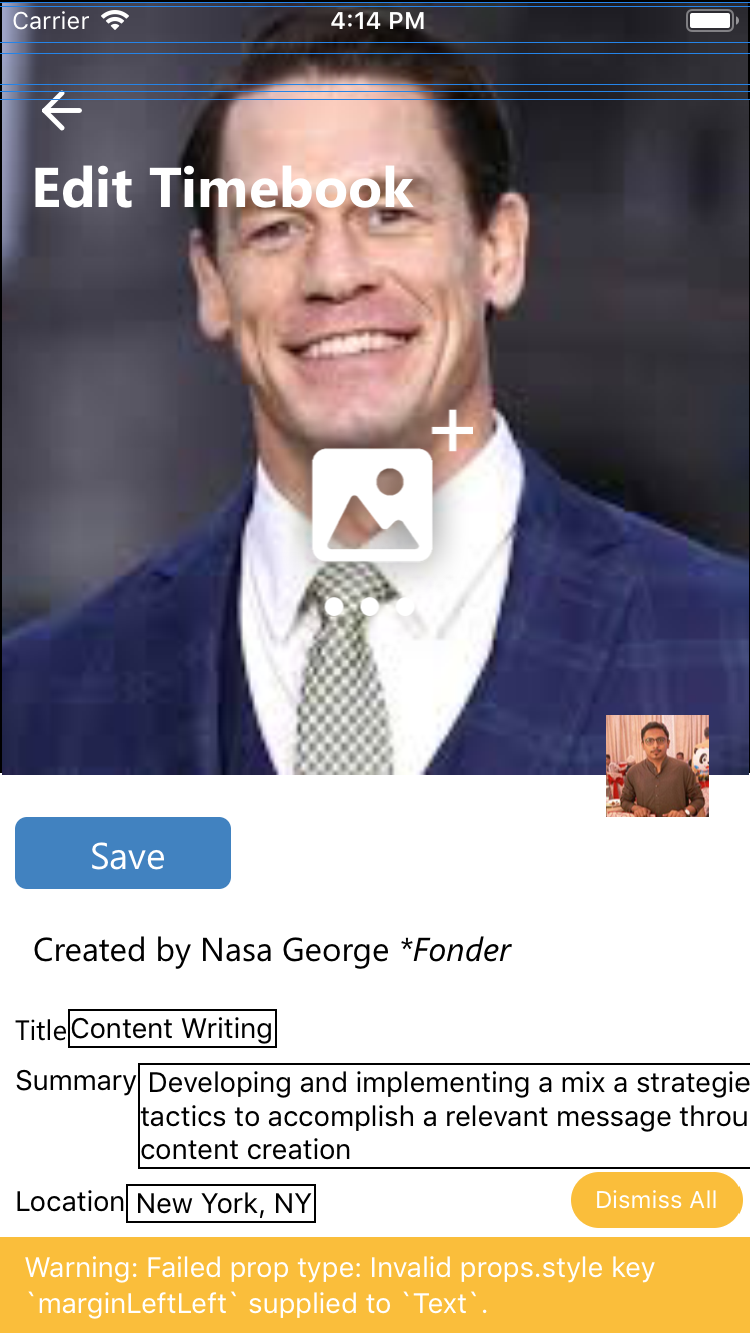 Carrier 4:14 PM
Edit Timebook
Save
Created by Nasa George *Fonder
Title Content Writing
Summary Developing and implementing a mix a strategie
tactics to accomplish a relevant message throu
content creation
Location New York, NY
Dismiss All
Warning: Failed prop type: Invalid props.style key
`marginLeftLeft` supplied to `Text`.